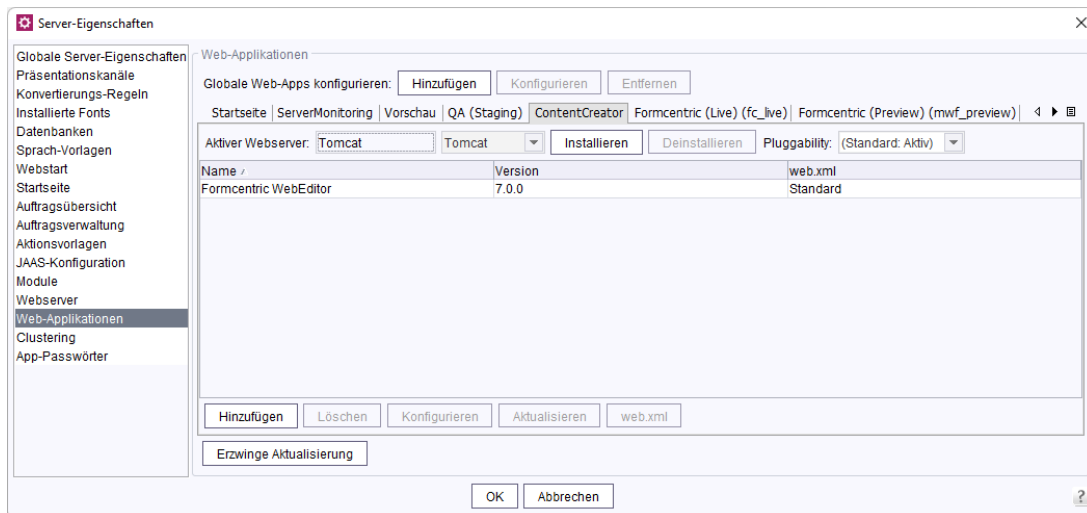 Server-Eigenschaften
Globale Server-Eigenschaften
Präsentationskanäle
Konvertierungs-Regeln
Installierte Fonts
Datenbanken
Sprach-Vorlagen
Webstart
Startseite
Auftragsübersicht
Auftragsverwaltung
Aktionsvorlagen
JAAS-Konfiguration
Module
Webserver
Web-Applikationen
Clustering
App-Passwörter
Web-Applikationen
Globale Web-Apps konfigurieren: Hinzufügen Konfigurieren Entfernen
Startseite ServerMonitoring Vorschau QA (Staging) ContentCreator Formcentric (Live) (fc_live) Formcentric (Preview) (mwf_preview)
Aktiver Webserver: Tomcat Tomcat Installieren Deinstallieren Pluggability: (Standard: Aktiv)
Name Version web.xml
Formcentric WebEditor 7.0.0 Standard
Hinzufügen Löschen Konfigurieren Aktualisieren web.xml
Erzwinge Aktualisierung
OK Abbrechen ?